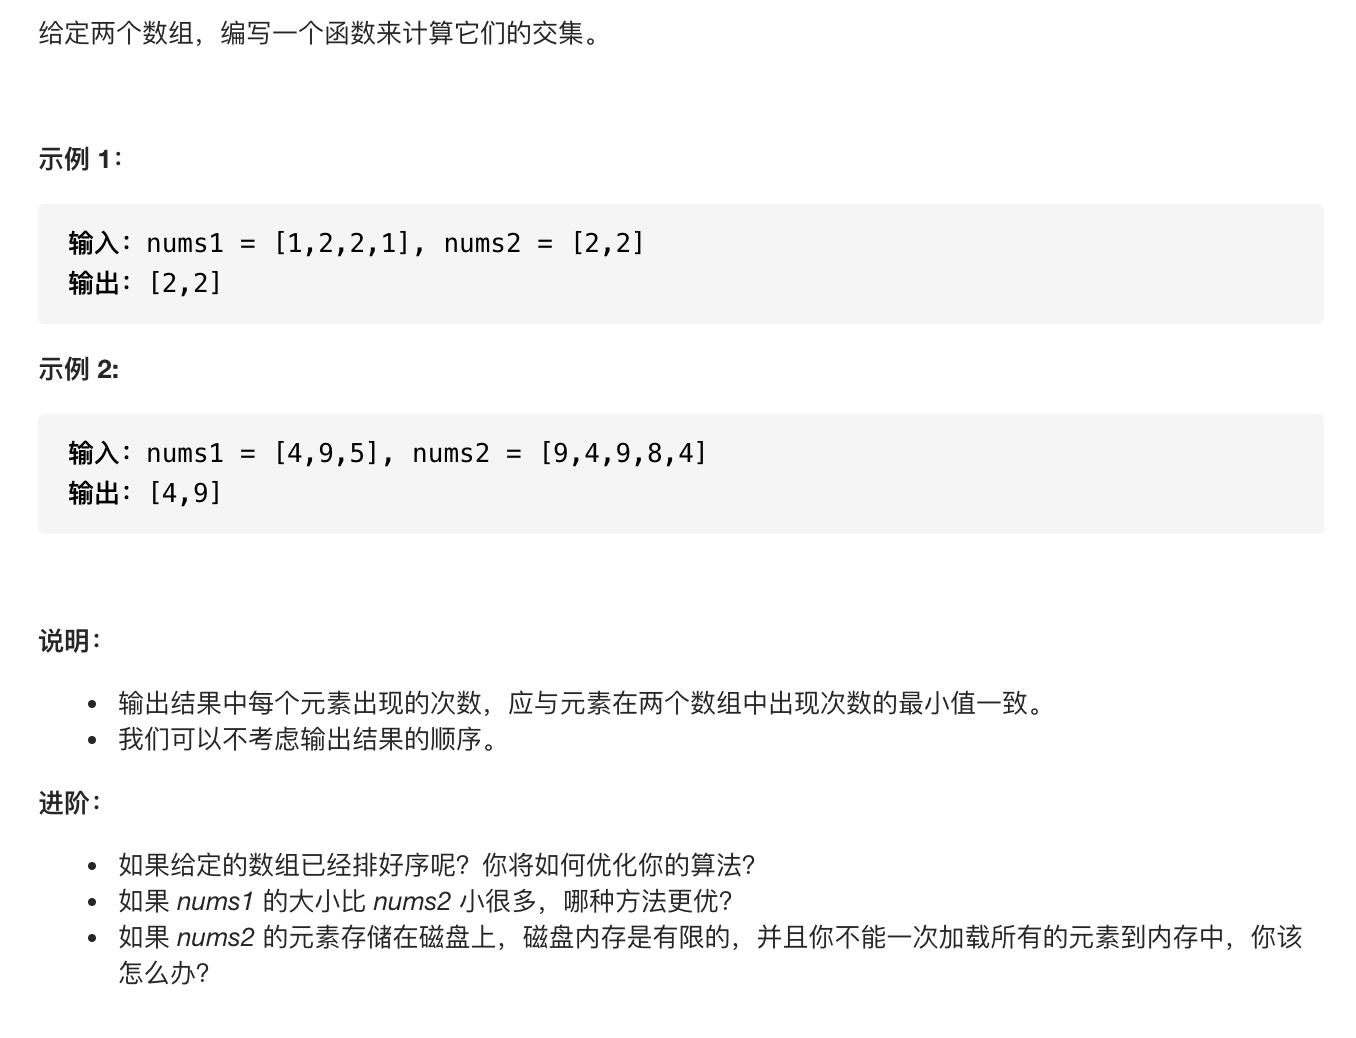 给定两个数组，编写一个函数来计算它们的交集。
示例 1：
输入：nums1 = [1,2,2,1], nums2 = [2,2]
输出：[2,2]
示例 2:
输入：nums1 = [4,9,5], nums2 = [9,4,9,8,4]
输出：[4,9]
说明：
• 输出结果中每个元素出现的次数，应与元素在两个数组中出现次数的最小值一致。
• 我们可以不考虑输出结果的顺序。
进阶：
• 如果给定的数组已经排好序呢？你将如何优化你的算法？
• 如果 nums1 的大小比 nums2 小很多，哪种方法更优？
• 如果 nums2 的元素存储在磁盘上，磁盘内存是有限的，并且你不能一次加载所有的元素到内存中，你该
怎么办？